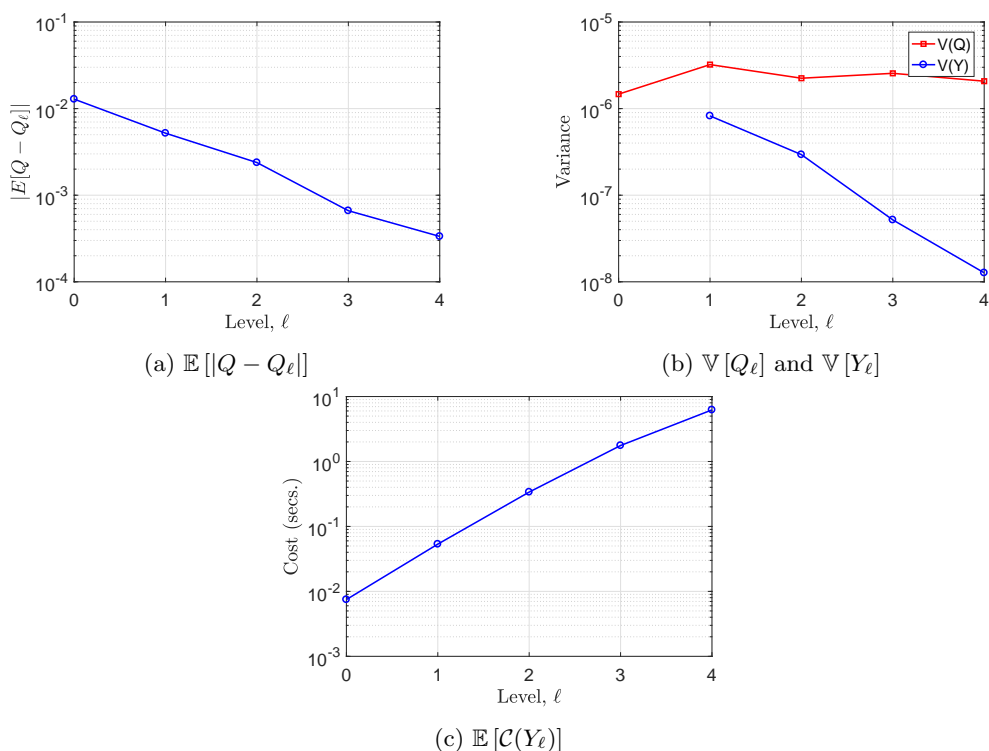 10^-1
10^-2
10^-3
10^-4
|E[Q − Q_ℓ]|
0 1 2 3 4
Level, ℓ
(a) 𝔼 [|Q − Q_ℓ|]
10^-5
10^-6
10^-7
10^-8
Variance
V(Q)
V(Y)
0 1 2 3 4
Level, ℓ
(b) 𝕍 [Q_ℓ] and 𝕍 [Y_ℓ]
10^1
10^0
10^-1
10^-2
10^-3
Cost (secs.)
0 1 2 3 4
Level, ℓ
(c) 𝔼 [𝒞(Y_ℓ)]